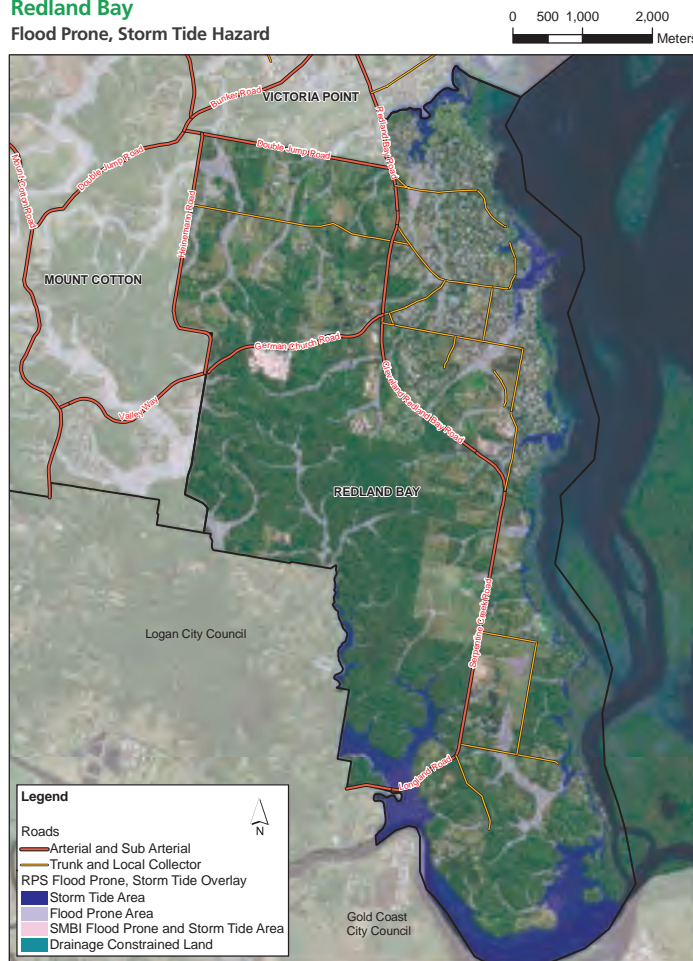 Redland Bay
Flood Prone, Storm Tide Hazard
0 500 1,000 2,000
Meters
Bunker Road
VICTORIA POINT
Redland Bay Road
Double Jump Road
Double Jump Road
Mount Cotton Road
Heinemann Road
MOUNT COTTON
German Church Road
Cleveland Redland Bay Road
Valley Way
REDLAND BAY
Serpentine Creek Road
Logan City Council
Longland Road
Legend
N
Roads
Arterial and Sub Arterial
Trunk and Local Collector
RPS Flood Prone, Storm Tide Overlay
Storm Tide Area
Flood Prone Area
SMBI Flood Prone and Storm Tide Area
Drainage Constrained Land
Gold Coast
City Council